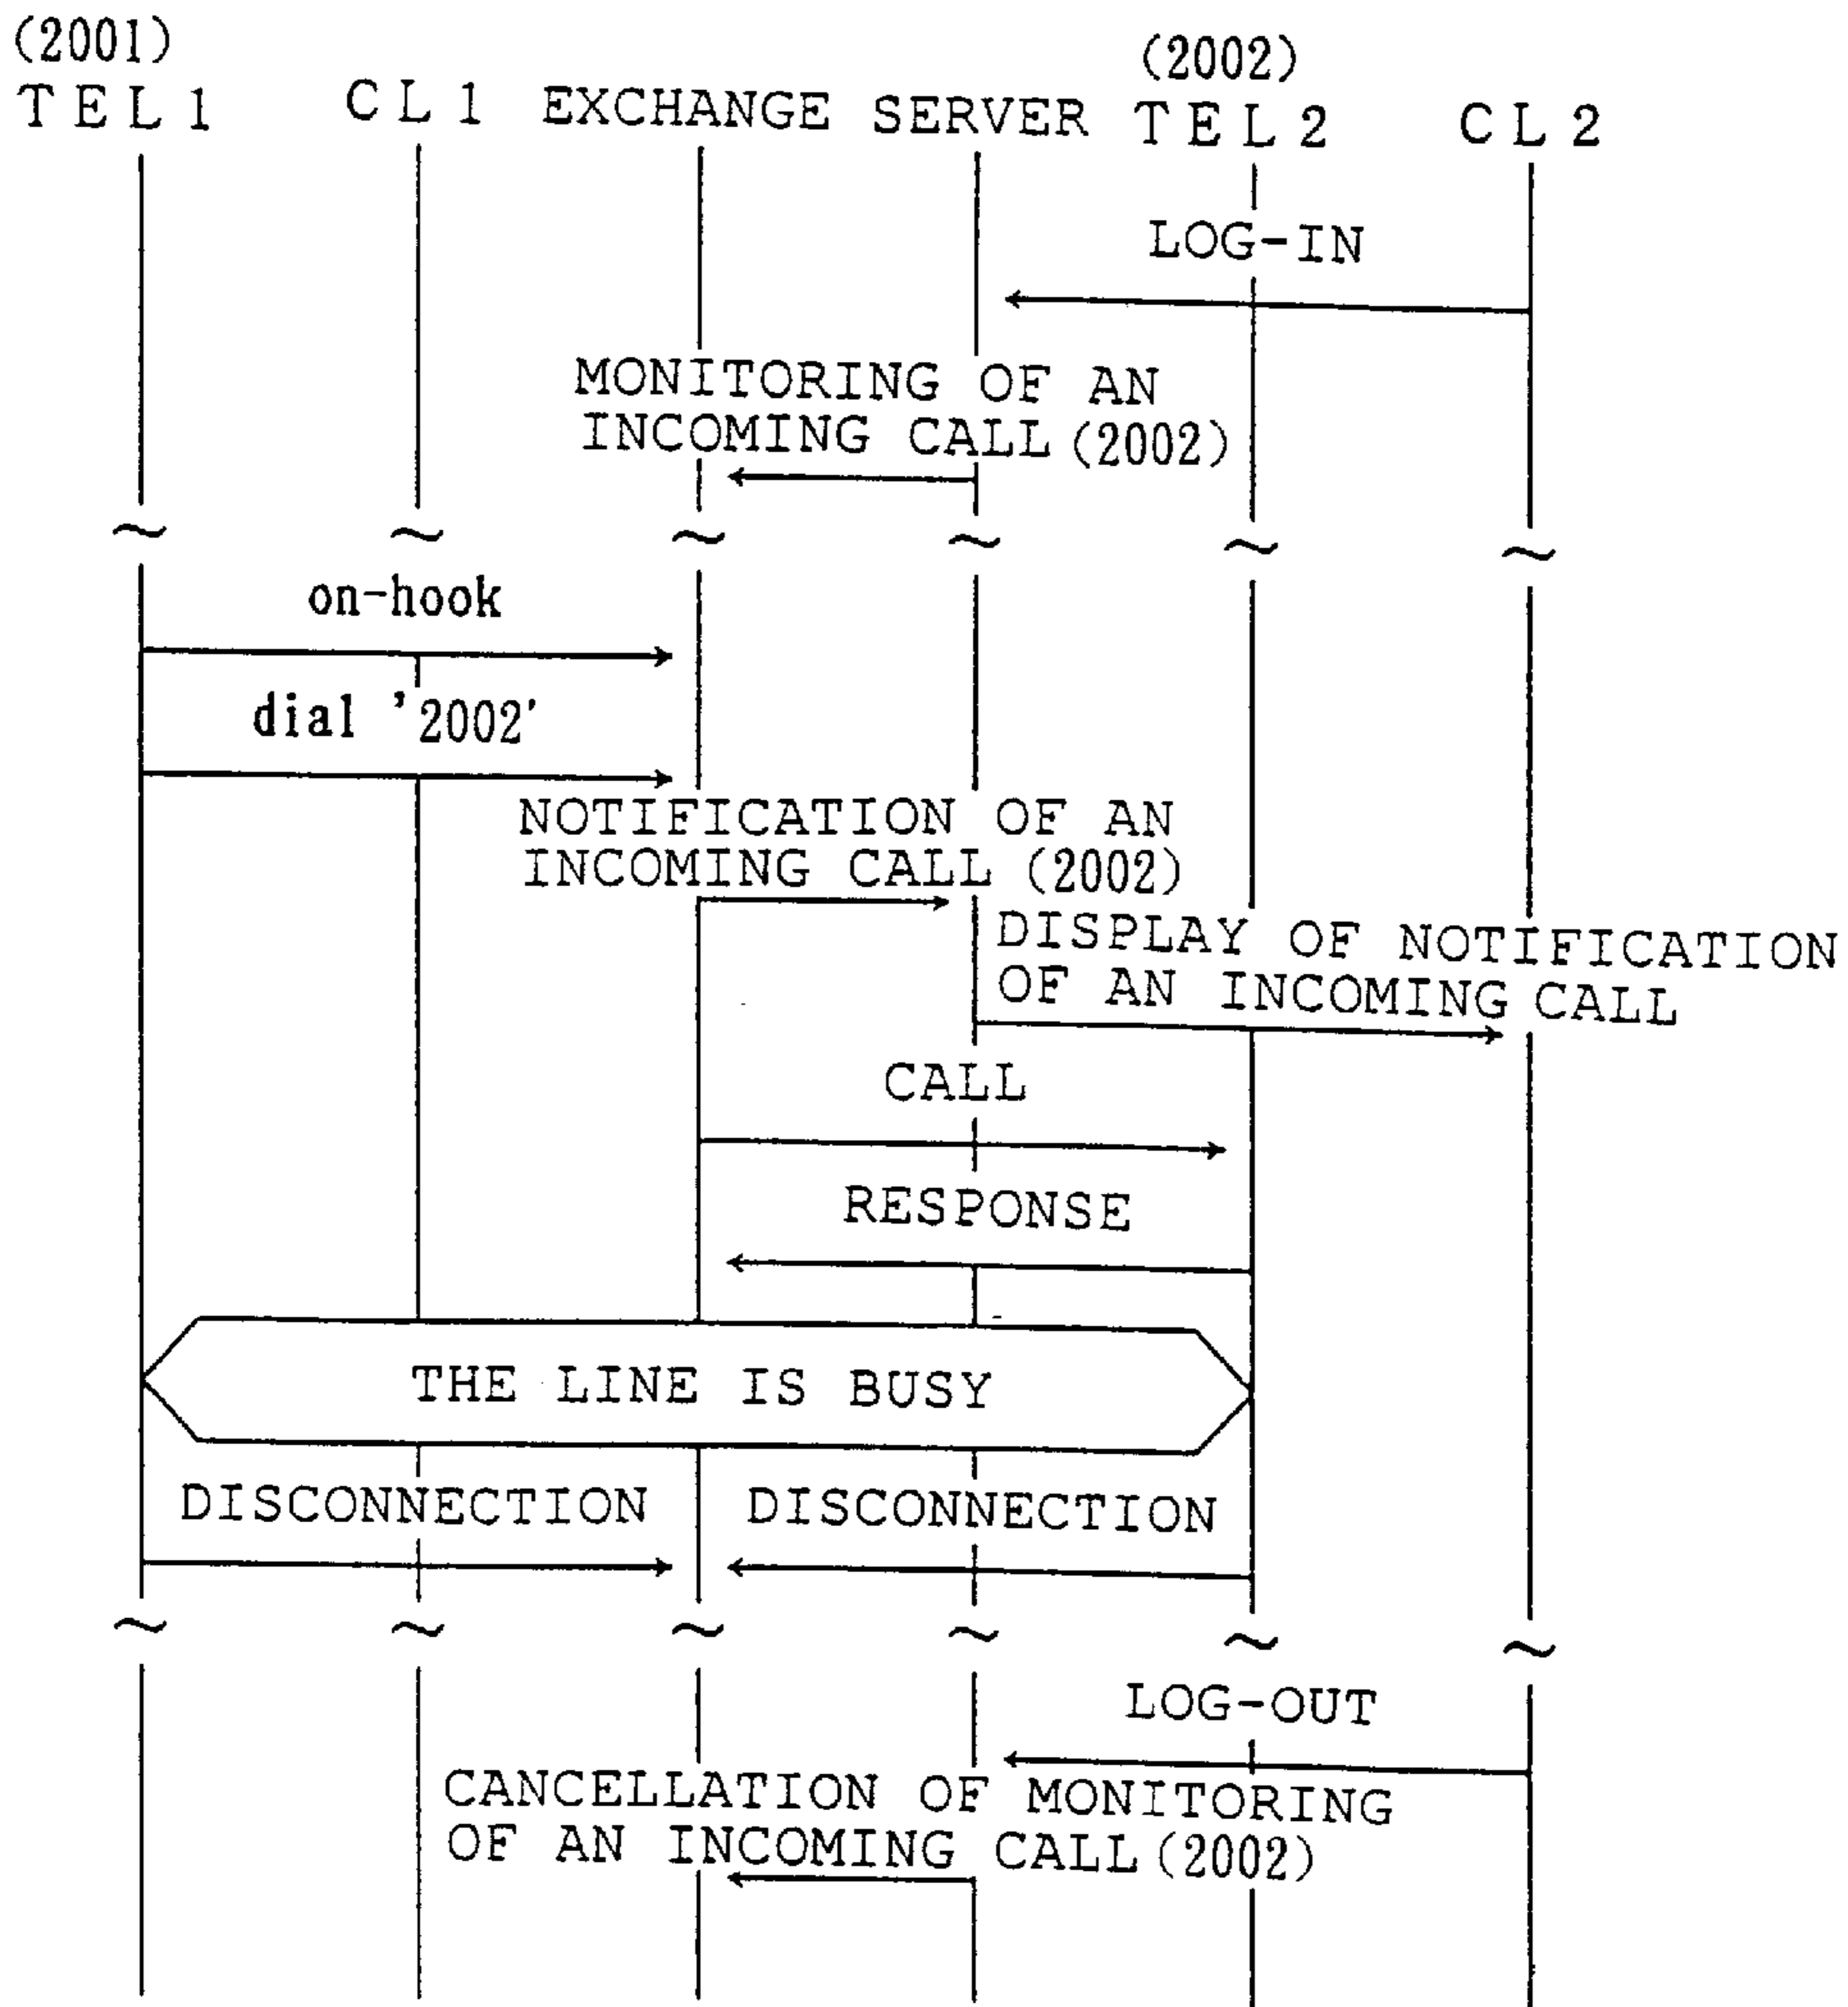 (2001)
TEL1 CL1 EXCHANGE SERVER
(2002)
TEL2 CL2
LOG-IN
MONITORING OF AN
INCOMING CALL (2002)
on-hook
dial '2002'
NOTIFICATION OF AN
INCOMING CALL (2002)
DISPLAY OF NOTIFICATION
OF AN INCOMING CALL
CALL
RESPONSE
THE LINE IS BUSY
DISCONNECTION DISCONNECTION
LOG-OUT
CANCELLATION OF MONITORING
OF AN INCOMING CALL (2002)